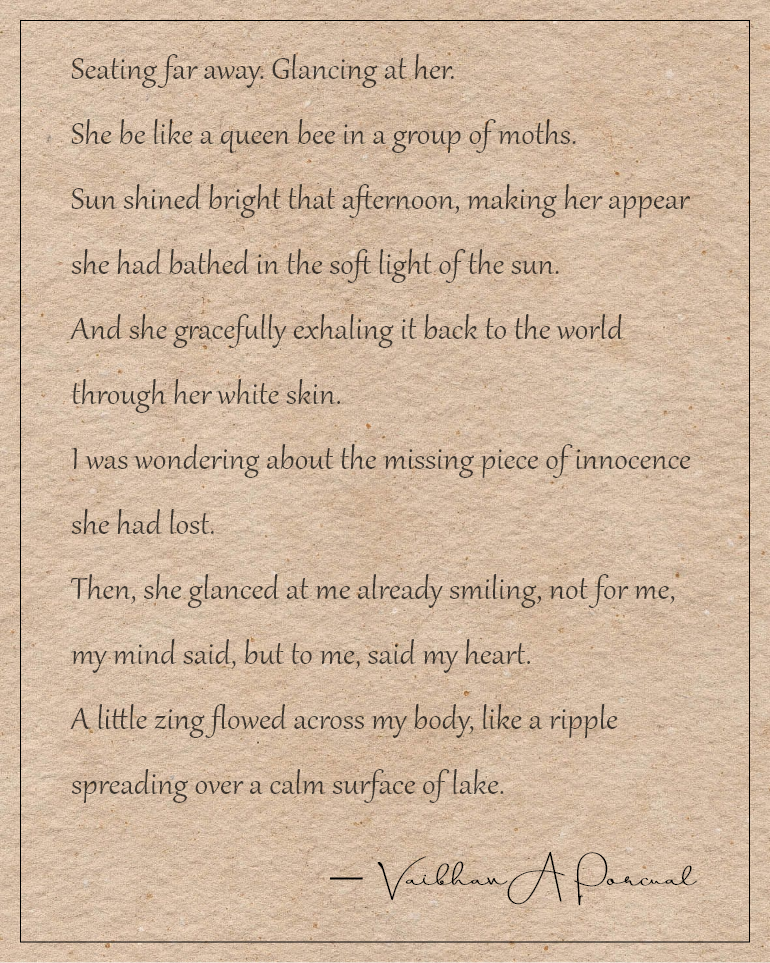 Seating far away. Glancing at her.
She be like a queen bee in a group of moths.
Sun shined bright that afternoon, making her appear
she had bathed in the soft light of the sun.
And she gracefully exhaling it back to the world
through her white skin.
I was wondering about the missing piece of innocence
she had lost.
Then, she glanced at me already smiling, not for me,
my mind said, but to me, said my heart.
A little zing flowed across my body, like a ripple
spreading over a calm surface of lake.
— Vaibhav A Porwal